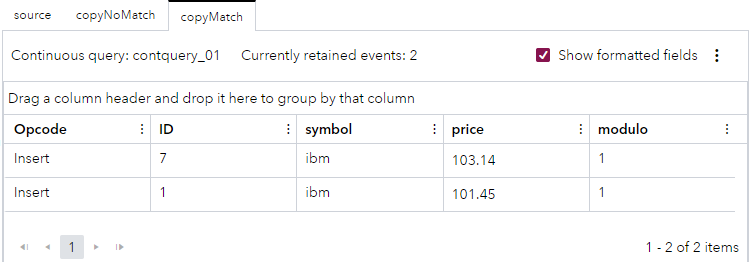 source copyNoMatch copyMatch
Continuous query: contquery_01 Currently retained events: 2 Show formatted fields
Drag a column header and drop it here to group by that column
Opcode ID symbol price modulo
Insert 7 ibm 103.14 1
Insert 1 ibm 101.45 1
1 1 - 2 of 2 items